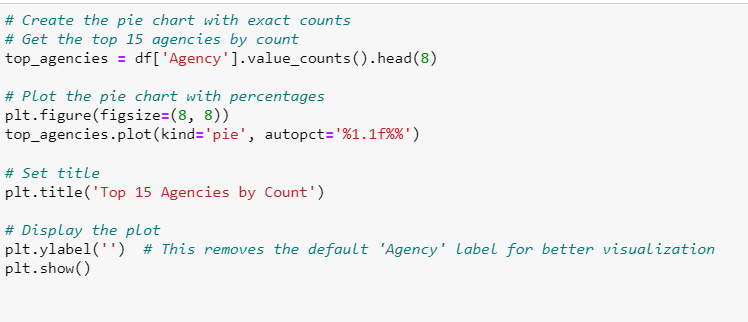 # Create the pie chart with exact counts
# Get the top 15 agencies by count
top_agencies = df['Agency'].value_counts().head(8)
# Plot the pie chart with percentages
plt.figure(figsize=(8, 8))
top_agencies.plot(kind='pie', autopct='%1.1f%%')
# Set title
plt.title('Top 15 Agencies by Count')
# Display the plot
plt.ylabel('')  # This removes the default 'Agency' label for better visualization
plt.show()